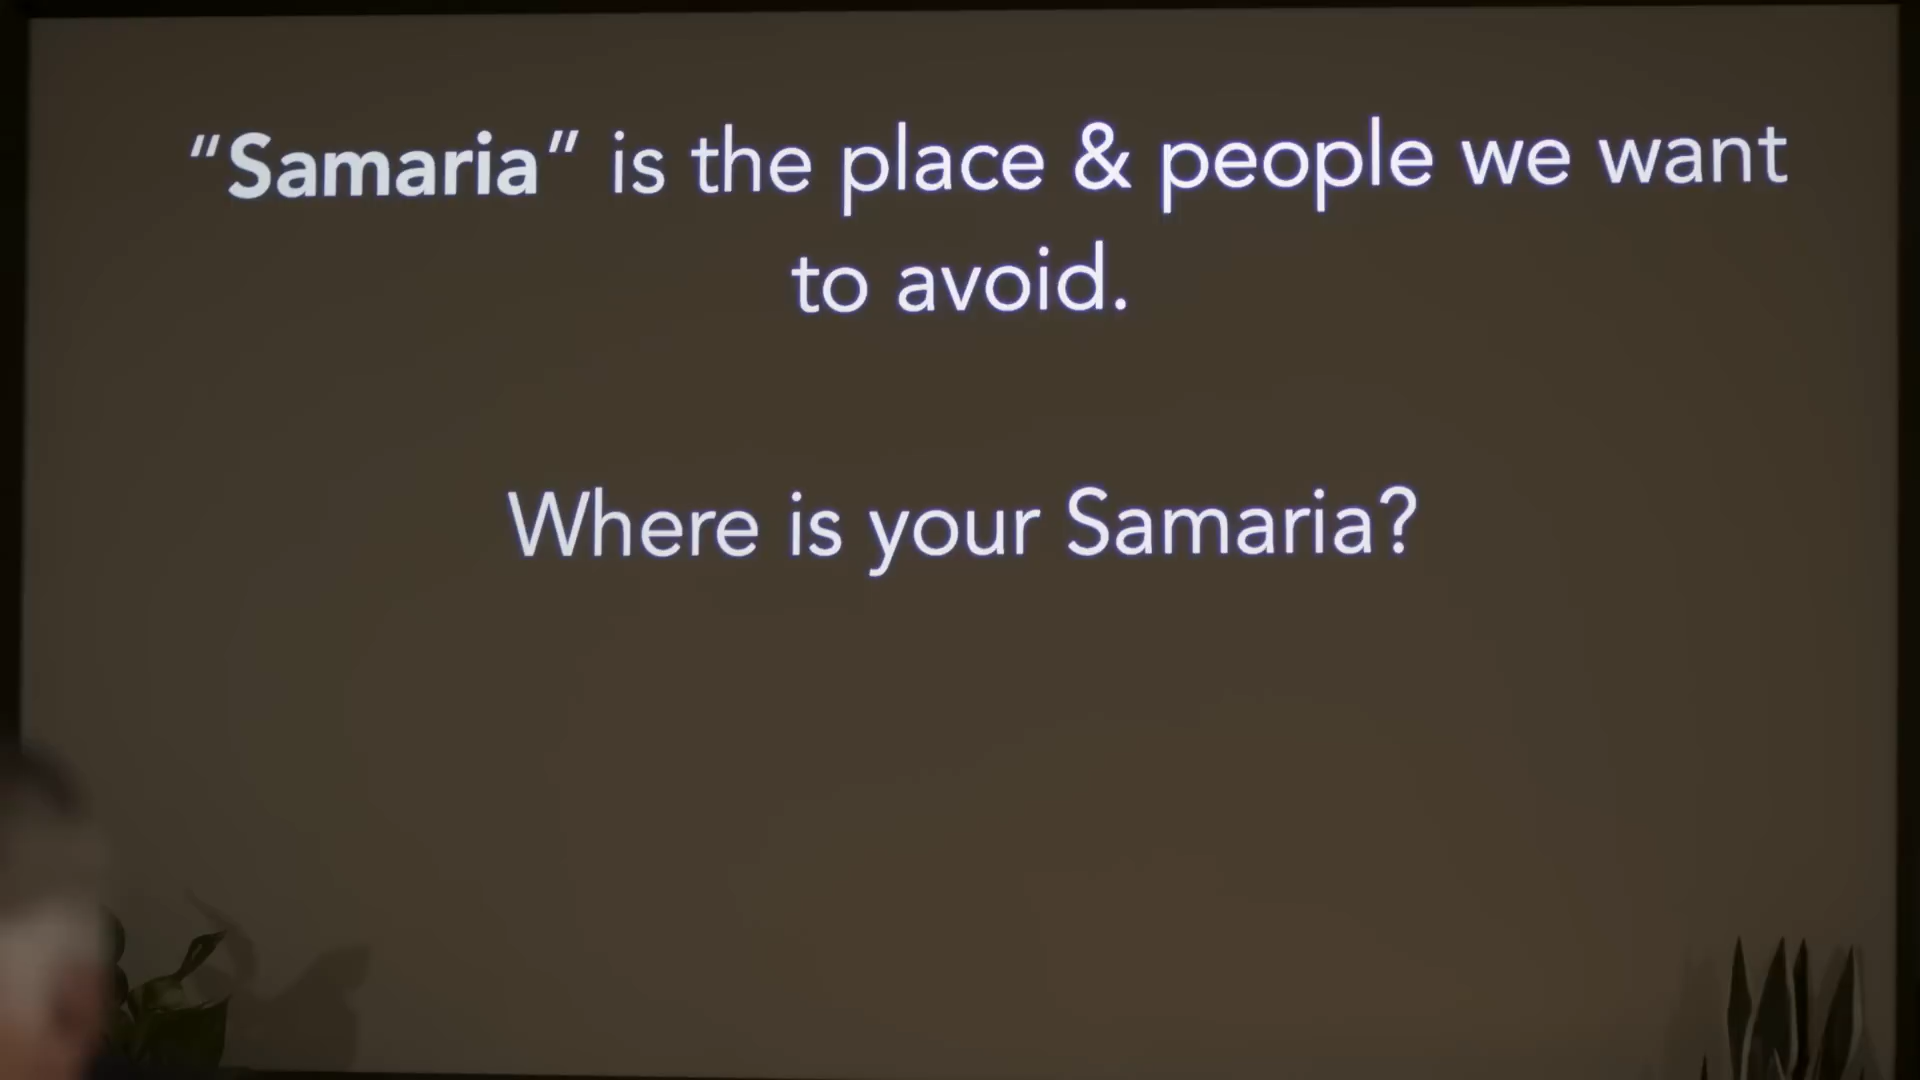 “Samaria” is the place & people we want
to avoid.
Where is your Samaria?